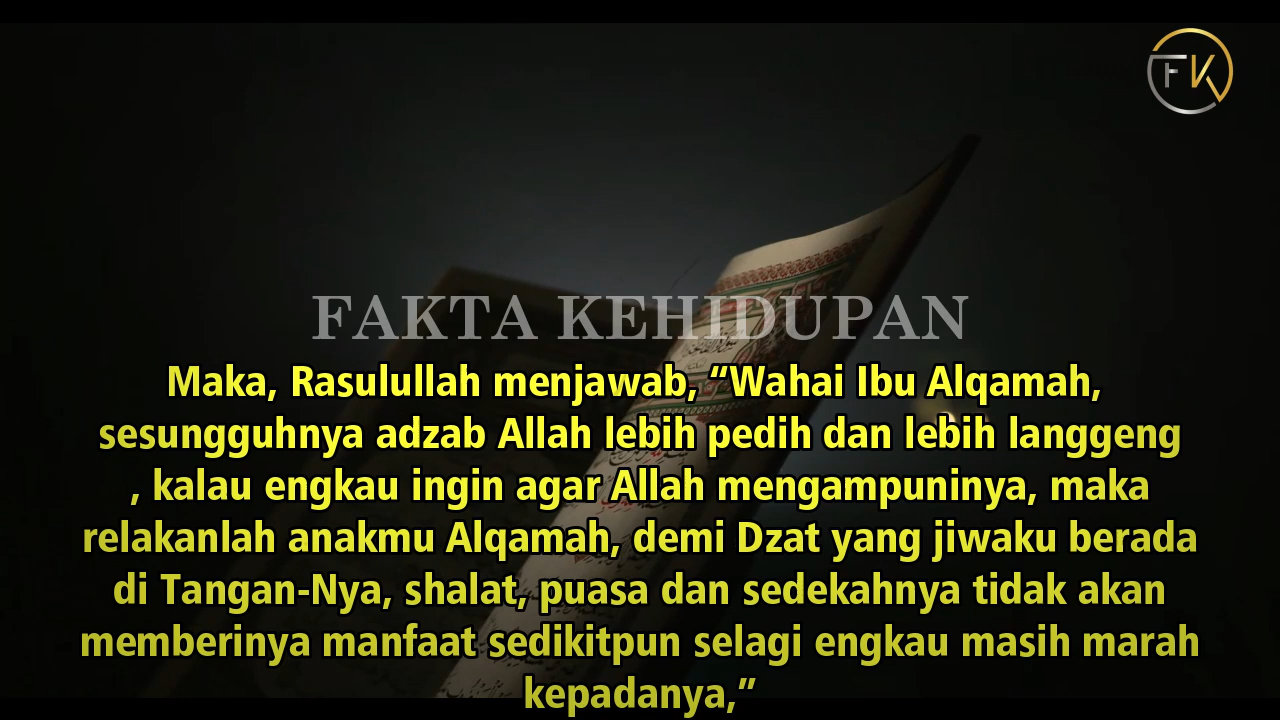 FK
FAKTA KEHIDUPAN
Maka, Rasulullah menjawab, “Wahai Ibu Alqamah,
sesungguhnya adzab Allah lebih pedih dan lebih langgeng
, kalau engkau ingin agar Allah mengampuninya, maka
relakanlah anakmu Alqamah, demi Dzat yang jiwaku berada
di Tangan-Nya, shalat, puasa dan sedekahnya tidak akan
memberinya manfaat sedikitpun selagi engkau masih marah
kepadanya,”